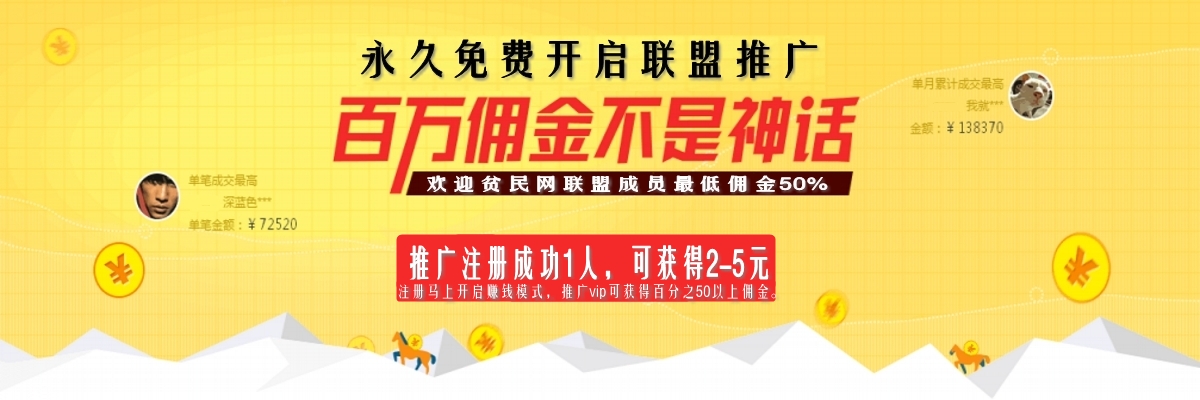 永久免费开启联盟推广
百万佣金不是神话
欢迎贫民网联盟成员最低佣金50%
单月累计成交最高
我就***
金额：￥138370
单笔成交最高
深蓝色***
单笔金额：￥72520
推广注册成功1人，可获得2-5元
注册马上开启赚钱模式，推广vip可获得百分之50以上佣金。